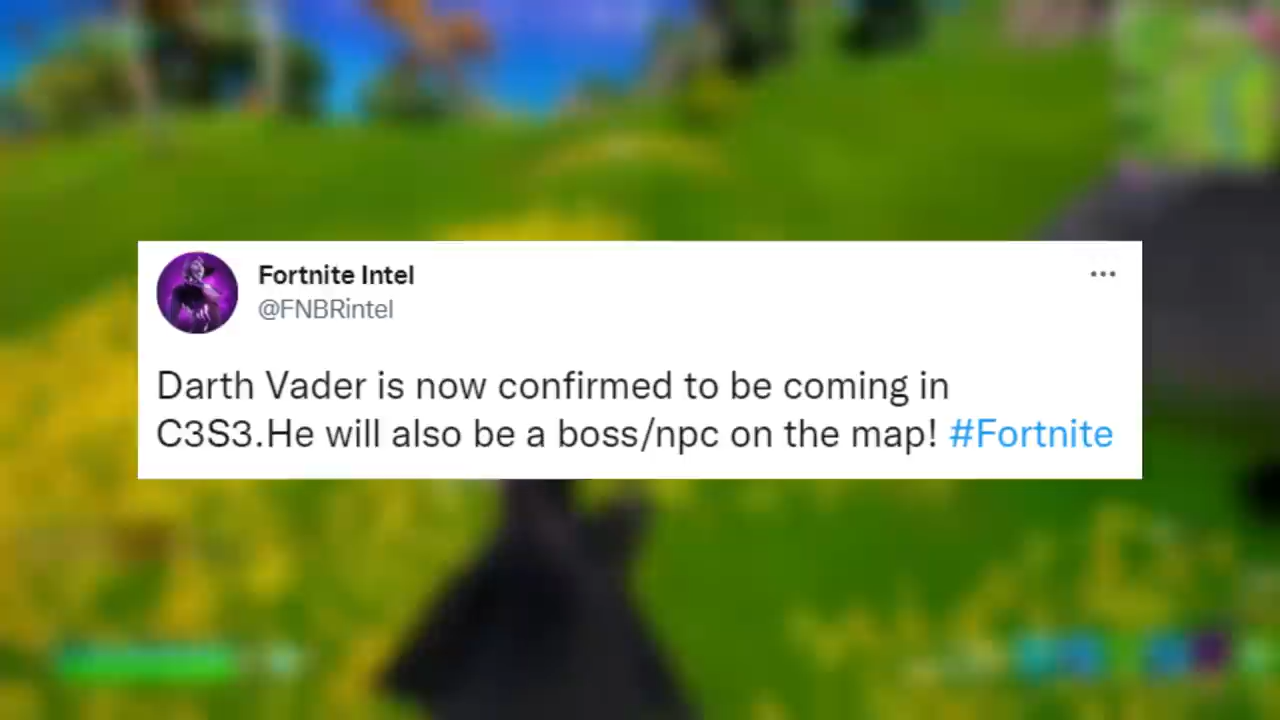 Fortnite Intel
@FNBRintel
Darth Vader is now confirmed to be coming in
C3S3.He will also be a boss/npc on the map! #Fortnite